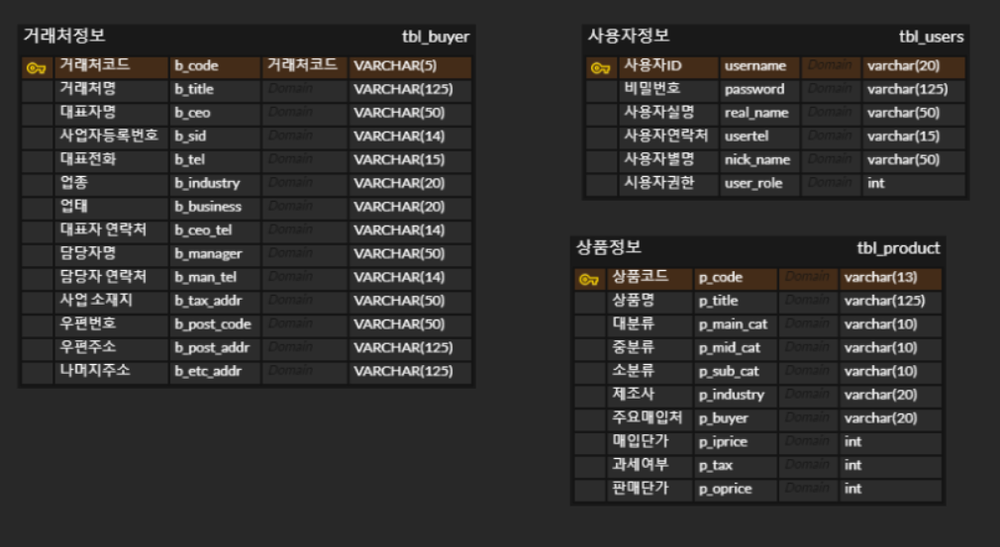 거래처정보 tbl_buyer
거래처코드 b_code 거래처코드 VARCHAR(5)
거래처명 b_title Domain VARCHAR(125)
대표자명 b_ceo Domain VARCHAR(50)
사업자등록번호 b_sid Domain VARCHAR(14)
대표전화 b_tel Domain VARCHAR(15)
업종 b_industry Domain VARCHAR(20)
업태 b_business Domain VARCHAR(20)
대표자 연락처 b_ceo_tel Domain VARCHAR(14)
담당자명 b_manager Domain VARCHAR(50)
담당자 연락처 b_man_tel Domain VARCHAR(14)
사업 소재지 b_tax_addr Domain VARCHAR(50)
우편번호 b_post_code Domain VARCHAR(50)
우편주소 b_post_addr Domain VARCHAR(125)
나머지주소 b_etc_addr Domain VARCHAR(125)
사용자정보 tbl_users
사용자ID username Domain varchar(20)
비밀번호 password Domain varchar(125)
사용자실명 real_name Domain varchar(50)
사용자연락처 usertel Domain varchar(15)
사용자별명 nick_name Domain varchar(50)
시용자권한 user_role Domain int
상품정보 tbl_product
상품코드 p_code Domain varchar(13)
상품명 p_title Domain varchar(125)
대분류 p_main_cat Domain varchar(10)
중분류 p_mid_cat Domain varchar(10)
소분류 p_sub_cat Domain varchar(10)
제조사 p_industry Domain varchar(20)
주요매입처 p_buyer Domain varchar(20)
매입단가 p_iprice Domain int
과세여부 p_tax Domain int
판매단가 p_oprice Domain int